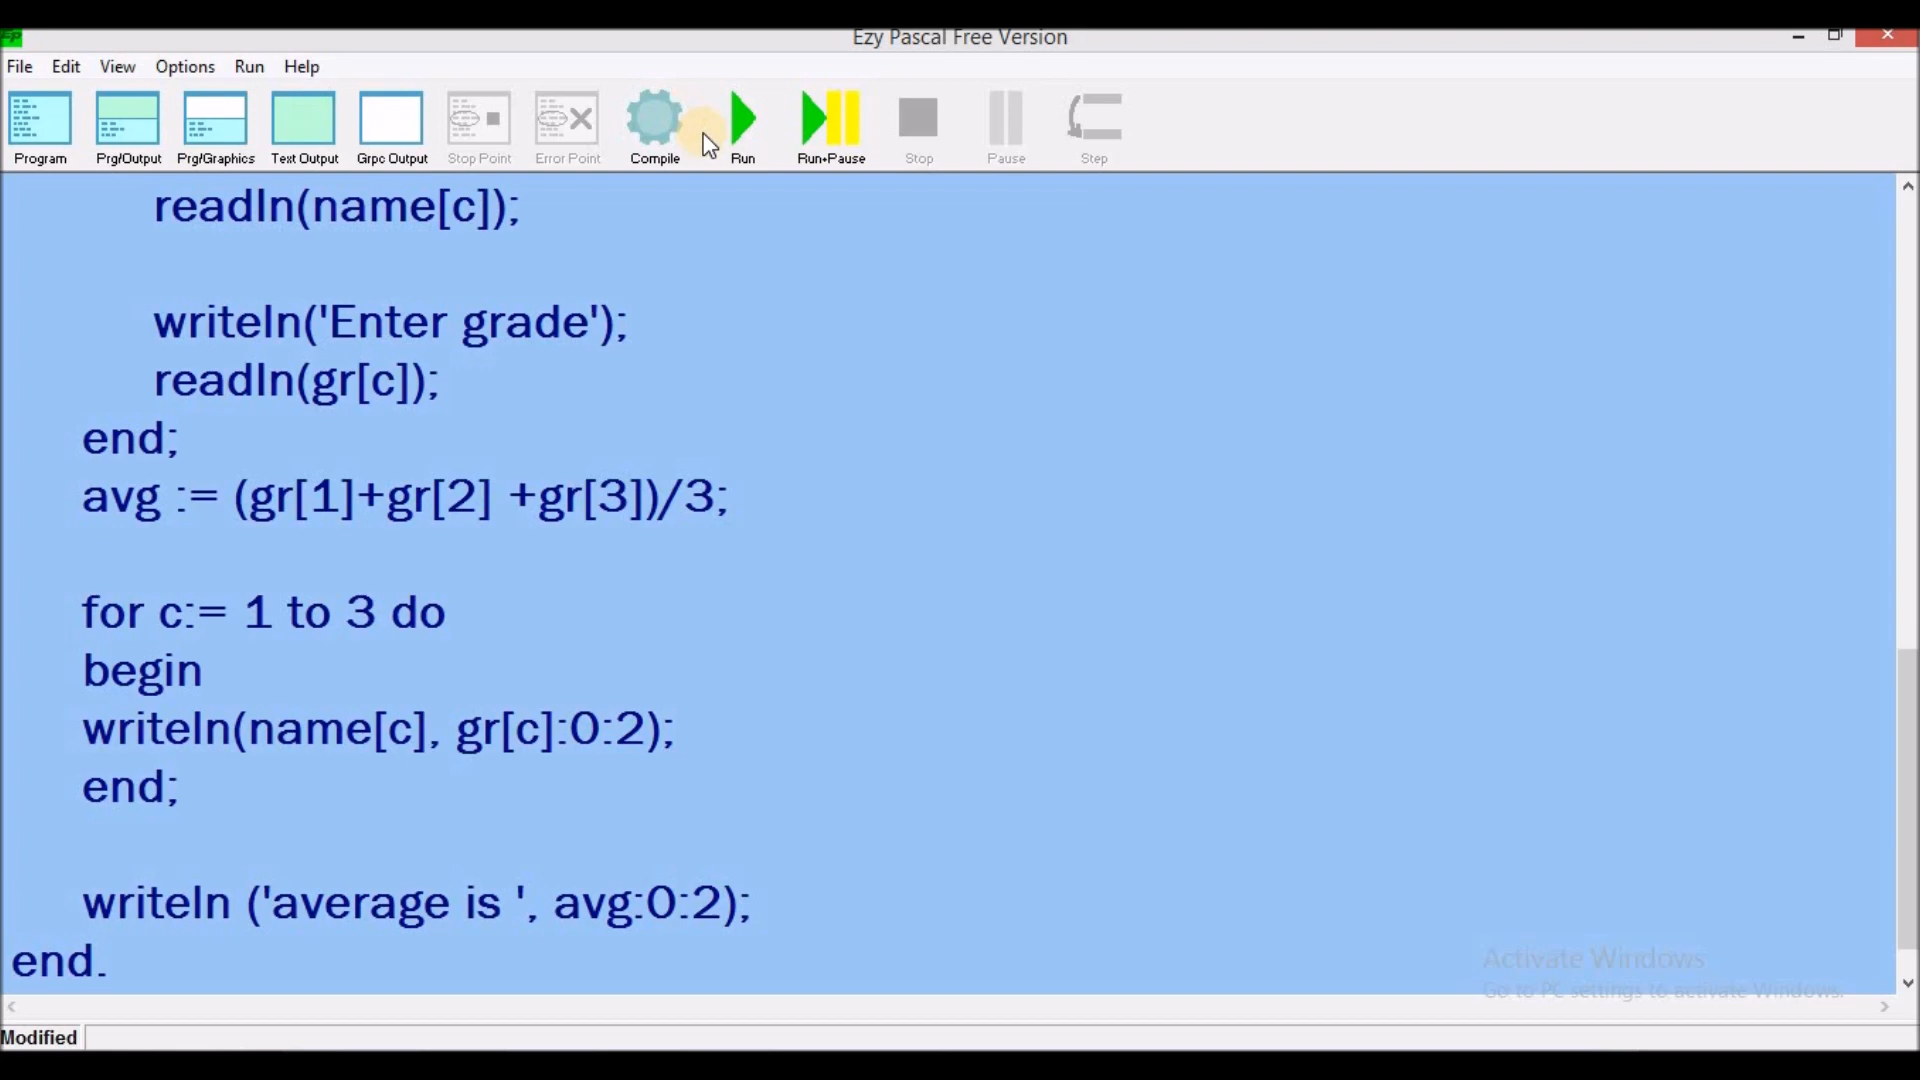 Ep
Ezy Pascal Free Version
File Edit View Options Run Help
Program Prg/Output Prg/Graphics Text Output Grpc Output Stop Point Error Point Compile Run Run+Pause Stop Pause Step
readln(name[c]);
writeln('Enter grade');
readln(gr[c]);
end;
avg := (gr[1]+gr[2] +gr[3])/3;
for c:= 1 to 3 do
begin
writeln(name[c], gr[c]:0:2);
end;
writeln ('average is ', avg:0:2);
end.
Activate Windows
Go to PC settings to activate Windows.
Modified